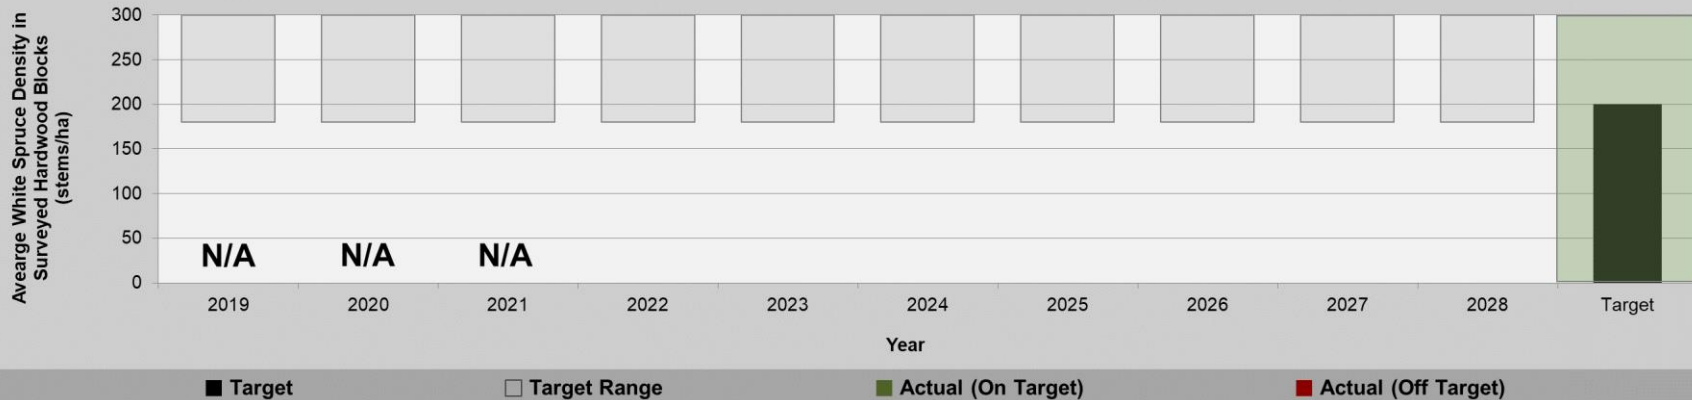 Avearge White Spruce Density in
Surveyed Hardwood Blocks
(stems/ha)
300
250
200
150
100
50
0
N/A N/A N/A
2019 2020 2021 2022 2023 2024 2025 2026 2027 2028 Target
Year
Target Target Range Actual (On Target) Actual (Off Target)